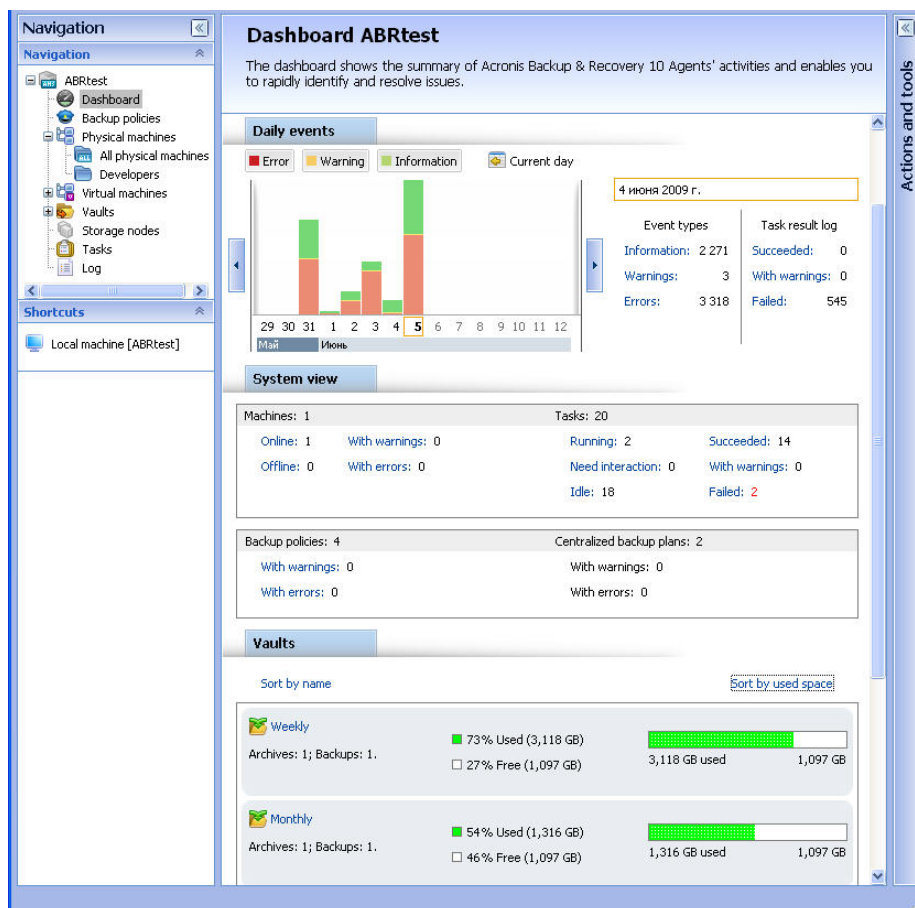 Navigation
Navigation
ABRtest
Dashboard
Backup policies
Physical machines
All physical machines
Developers
Virtual machines
Vaults
Storage nodes
Tasks
Log
Shortcuts
Local machine [ABRtest]
Dashboard ABRtest
The dashboard shows the summary of Acronis Backup & Recovery 10 Agents' activities and enables you
to rapidly identify and resolve issues.
Daily events
Error Warning Information Current day
29 30 31 1 2 3 4 5 6 7 8 9 10 11 12
Май Июнь
4 июня 2009 г.
Event types Task result log
Information: 2 271 Succeeded: 0
Warnings: 3 With warnings: 0
Errors: 3 318 Failed: 545
System view
Machines: 1 Tasks: 20
Online: 1 With warnings: 0 Running: 2 Succeeded: 14
Offline: 0 With errors: 0 Need interaction: 0 With warnings: 0
Idle: 18 Failed: 2
Backup policies: 4 Centralized backup plans: 2
With warnings: 0 With warnings: 0
With errors: 0 With errors: 0
Vaults
Sort by name Sort by used space
Weekly
Archives: 1; Backups: 1.
73% Used (3,118 GB)
27% Free (1,097 GB)
3,118 GB used 1,097 GB
Monthly
Archives: 1; Backups: 1.
54% Used (1,316 GB)
46% Free (1,097 GB)
1,316 GB used 1,097 GB
Actions and tools